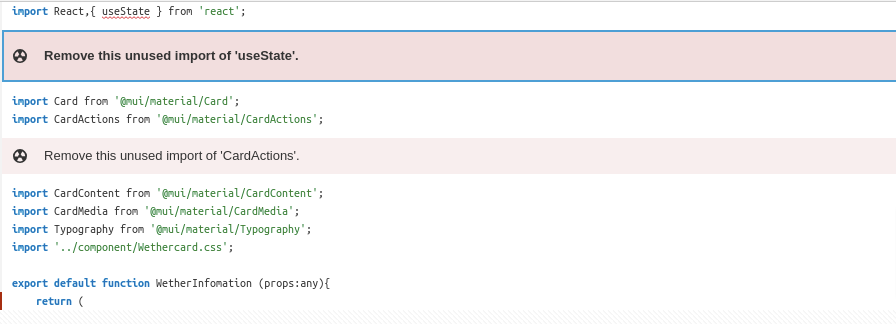 import React,{ useState } from 'react';
Remove this unused import of 'useState'.
import Card from '@mui/material/Card';
import CardActions from '@mui/material/CardActions';
Remove this unused import of 'CardActions'.
import CardContent from '@mui/material/CardContent';
import CardMedia from '@mui/material/CardMedia';
import Typography from '@mui/material/Typography';
import '../component/Wethercard.css';
export default function WetherInfomation (props:any){
return (